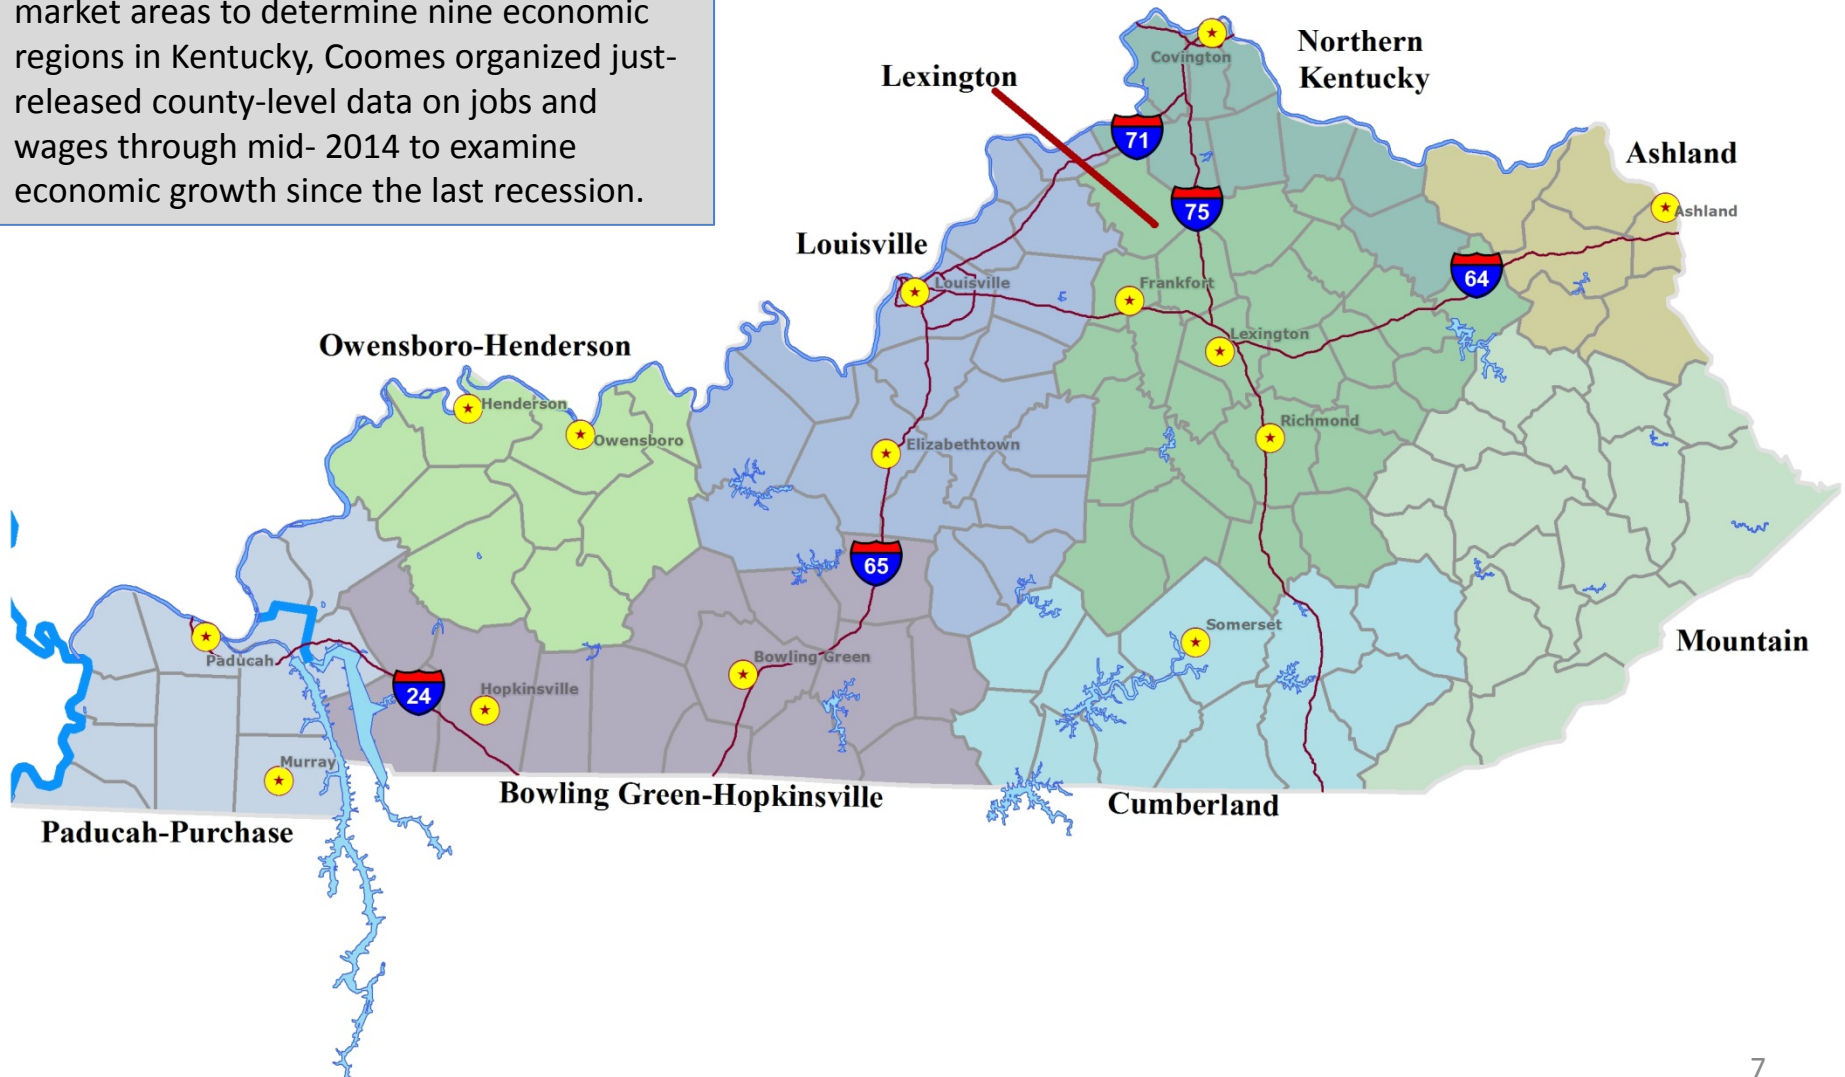 market areas to determine nine economic
regions in Kentucky, Coomes organized just-
released county-level data on jobs and
wages through mid- 2014 to examine
economic growth since the last recession.
Northern
Kentucky
Covington
Lexington
71
Ashland
75
Ashland
Louisville
64
Louisville
Frankfort
Lexington
Owensboro-Henderson
Henderson
Owensboro
Elizabethtown
Richmond
65
Somerset
Mountain
Paducah
Bowling Green
24
Hopkinsville
Murray
Bowling Green-Hopkinsville
Cumberland
Paducah-Purchase
7